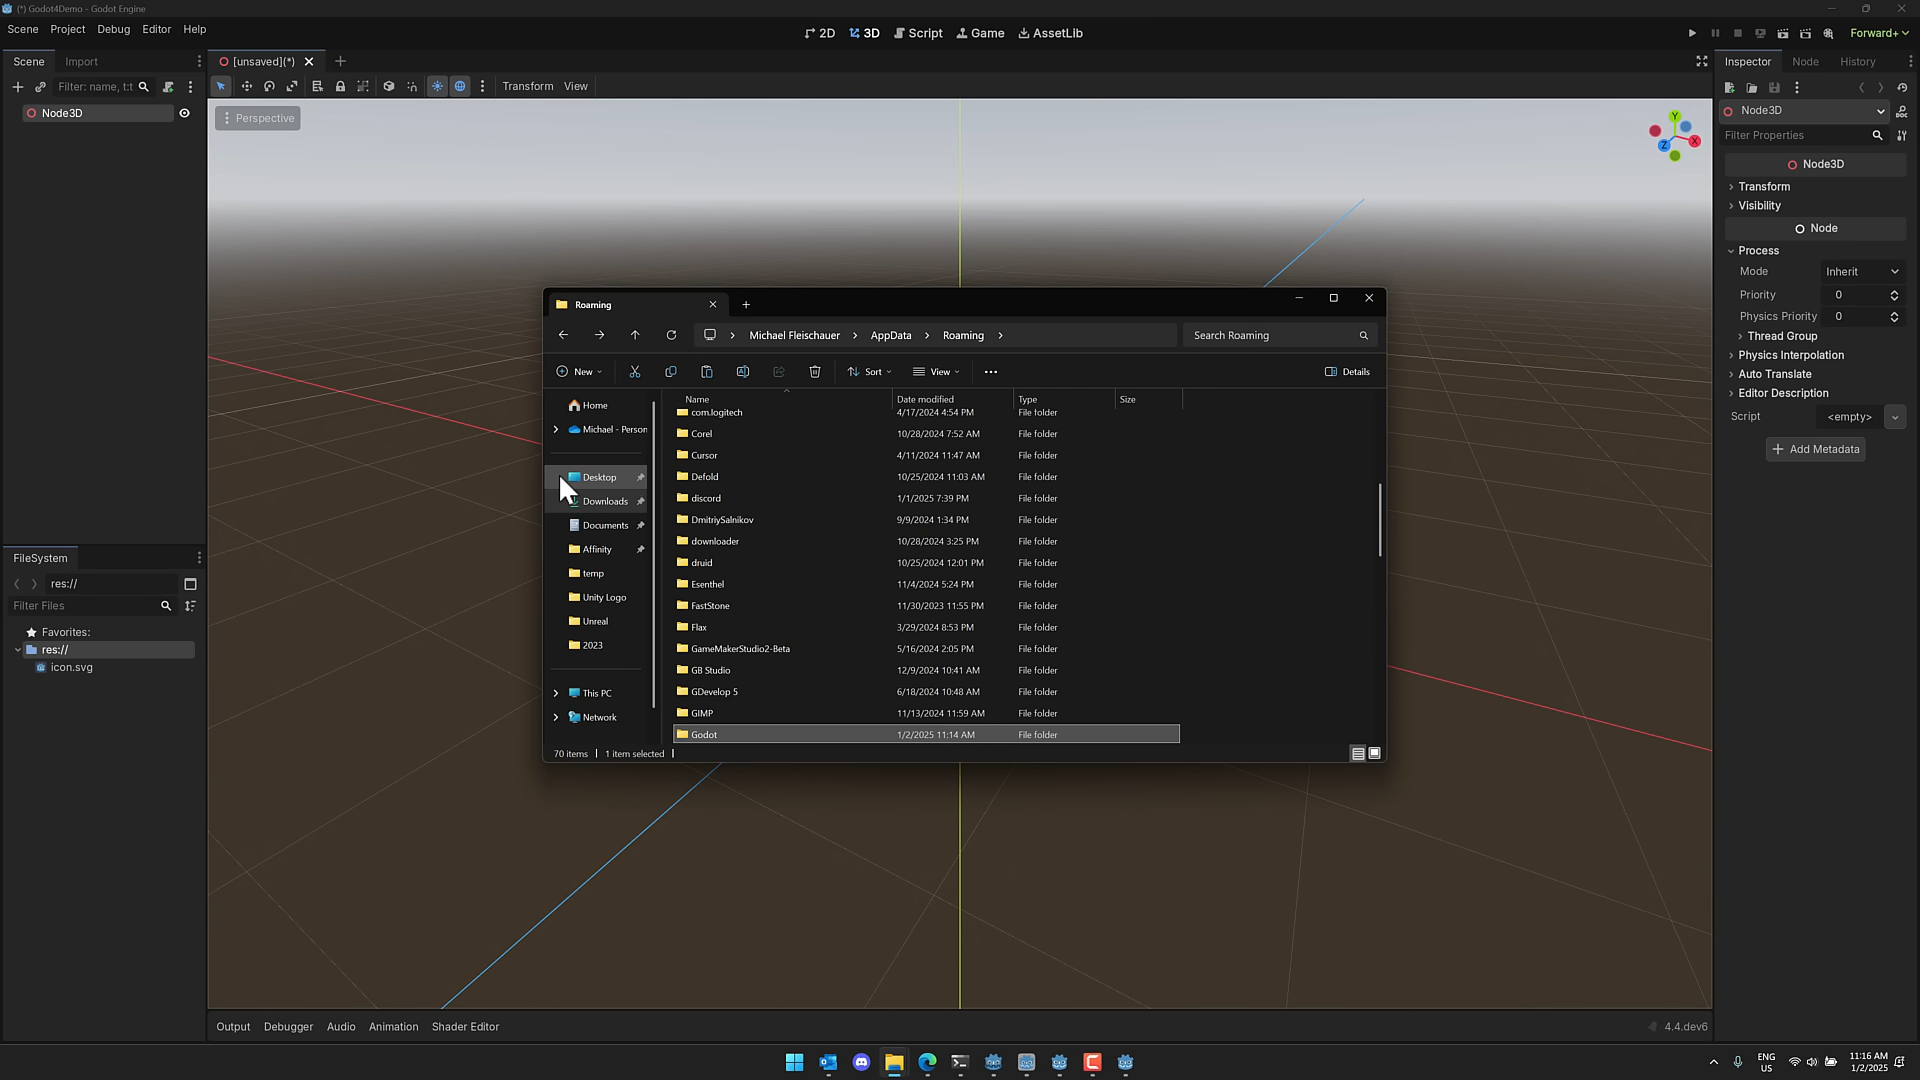 (*) Godot4Demo - Godot Engine
Scene Project Debug Editor Help
2D 3D Script Game AssetLib
Forward+
Scene Import
[unsaved](*)
Inspector Node History
Filter: name, t:t
Transform View
Node3D
Perspective
Y
X
Z
Node3D
Filter Properties
Node3D
Transform
Visibility
Node
Process
Mode Inherit
Priority 0
Physics Priority 0
Thread Group
Physics Interpolation
Auto Translate
Editor Description
Script <empty>
Add Metadata
Roaming
Michael Fleischauer AppData Roaming
Search Roaming
New Sort View Details
Name Date modified Type Size
com.logitech 4/17/2024 4:54 PM File folder
Corel 10/28/2024 7:52 AM File folder
Cursor 4/11/2024 11:47 AM File folder
Defold 10/25/2024 11:03 AM File folder
discord 1/1/2025 7:39 PM File folder
DmitriySalnikov 9/9/2024 1:34 PM File folder
downloader 10/28/2024 3:25 PM File folder
druid 10/25/2024 12:01 PM File folder
Esenthel 11/4/2024 5:24 PM File folder
FastStone 11/30/2023 11:55 PM File folder
Flax 3/29/2024 8:53 PM File folder
GameMakerStudio2-Beta 5/16/2024 2:05 PM File folder
GB Studio 12/9/2024 10:41 AM File folder
GDevelop 5 6/18/2024 10:48 AM File folder
GIMP 11/13/2024 11:59 AM File folder
Godot 1/2/2025 11:14 AM File folder
Home
Michael - Person
Desktop
Downloads
Documents
Affinity
temp
Unity Logo
Unreal
2023
This PC
Network
70 items 1 item selected
FileSystem
res://
Filter Files
Favorites:
res://
icon.svg
Output Debugger Audio Animation Shader Editor
4.4.dev6
ENG
US
11:16 AM
1/2/2025